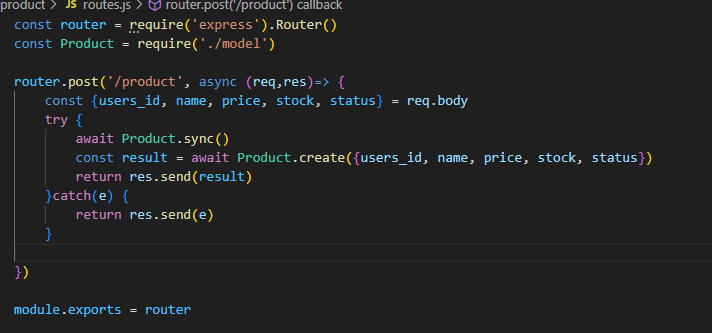 product > JS routes.js > router.post('/product') callback
const router = require('express').Router()
const Product = require('./model')
router.post('/product', async (req,res)=> {
const {users_id, name, price, stock, status} = req.body
try {
await Product.sync()
const result = await Product.create({users_id, name, price, stock, status})
return res.send(result)
}catch(e) {
return res.send(e)
}
})
module.exports = router